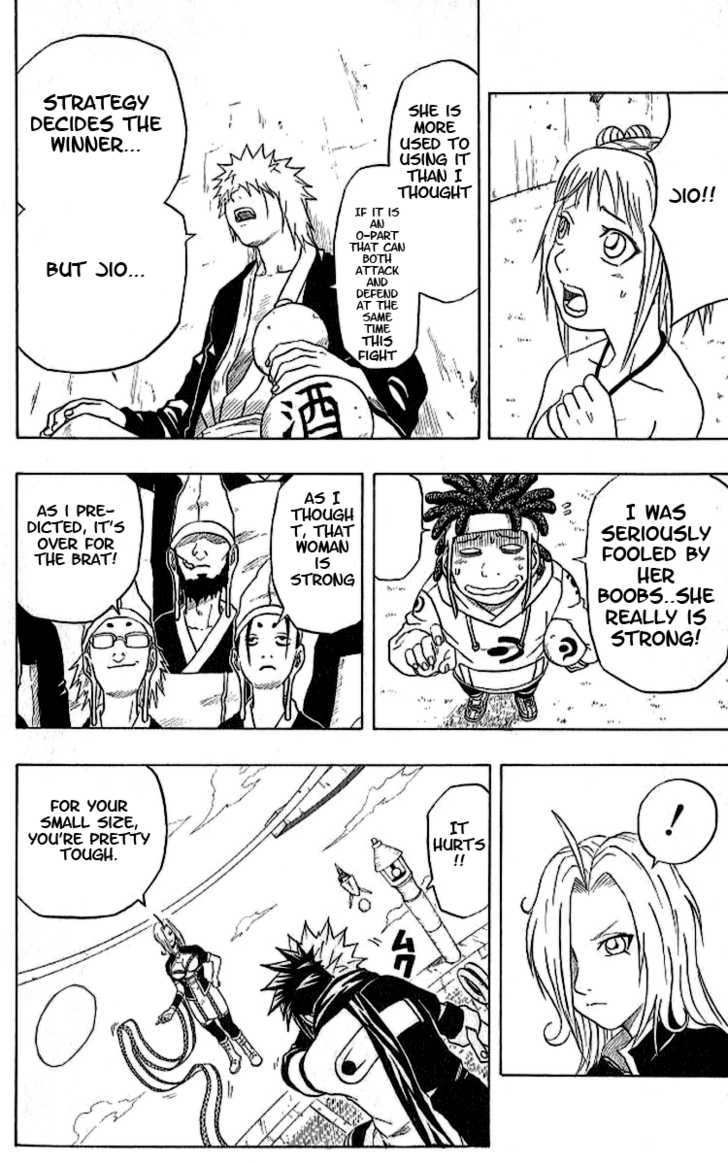 JIO!!
SHE IS
MORE
USED TO
USING IT
THAN I
THOUGHT
IF IT IS
AN
O-PART
THAT CAN
BOTH
ATTACK
AND
DEFEND
AT THE
SAME
TIME
THIS
FIGHT
STRATEGY
DECIDES THE
WINNER...
BUT JIO...
酒
I WAS
SERIOUSLY
FOOLED BY
HER
BOOBS..SHE
REALLY IS
STRONG!
AS I
THOUGH
T, THAT
WOMAN
IS
STRONG
AS I PRE-
DICTED, IT'S
OVER FOR
THE BRAT!
!
IT
HURTS
!!
ムク
FOR YOUR
SMALL SIZE,
YOU'RE PRETTY
TOUGH.